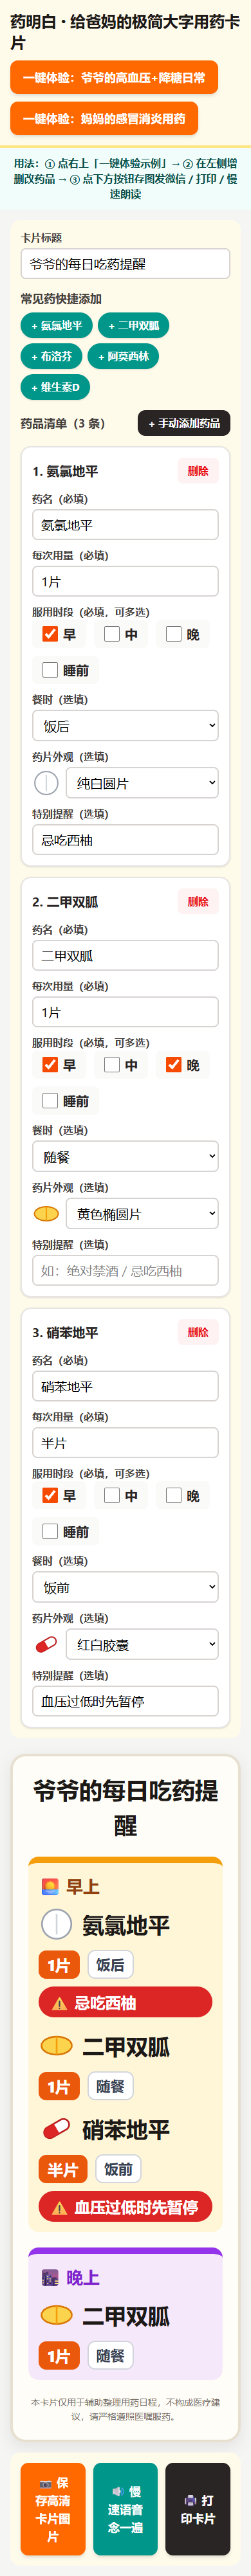 药明白 · 给爸妈的极简大字用药卡
片
一键体验：爷爷的高血压+降糖日常
一键体验：妈妈的感冒消炎用药
用法：① 点右上「一键体验示例」→ ② 在左侧增
删改药品 → ③ 点下方按钮存图发微信 / 打印 / 慢
速朗读
卡片标题
爷爷的每日吃药提醒
常见药快捷添加
+ 氨氯地平
+ 二甲双胍
+ 布洛芬
+ 阿莫西林
+ 维生素D
药品清单（3 条）
+ 手动添加药品
1. 氨氯地平
删除
药名（必填）
氨氯地平
每次用量（必填）
1片
服用时段（必填，可多选）
早
中
晚
睡前
餐时（选填）
饭后
药片外观（选填）
纯白圆片
特别提醒（选填）
忌吃西柚
2. 二甲双胍
删除
药名（必填）
二甲双胍
每次用量（必填）
1片
服用时段（必填，可多选）
早
中
晚
睡前
餐时（选填）
随餐
药片外观（选填）
黄色椭圆片
特别提醒（选填）
如：绝对禁酒 / 忌吃西柚
3. 硝苯地平
删除
药名（必填）
硝苯地平
每次用量（必填）
半片
服用时段（必填，可多选）
早
中
晚
睡前
餐时（选填）
饭前
药片外观（选填）
红白胶囊
特别提醒（选填）
血压过低时先暂停
爷爷的每日吃药提
醒
早上
氨氯地平
1片
饭后
忌吃西柚
二甲双胍
1片
随餐
硝苯地平
半片
饭前
血压过低时先暂停
晚上
二甲双胍
1片
随餐
本卡片仅用于辅助整理用药日程，不构成医疗建
议，请严格遵照医嘱服药。
保
存高清
卡片图
片
慢
速语音
念一遍
打
印卡片